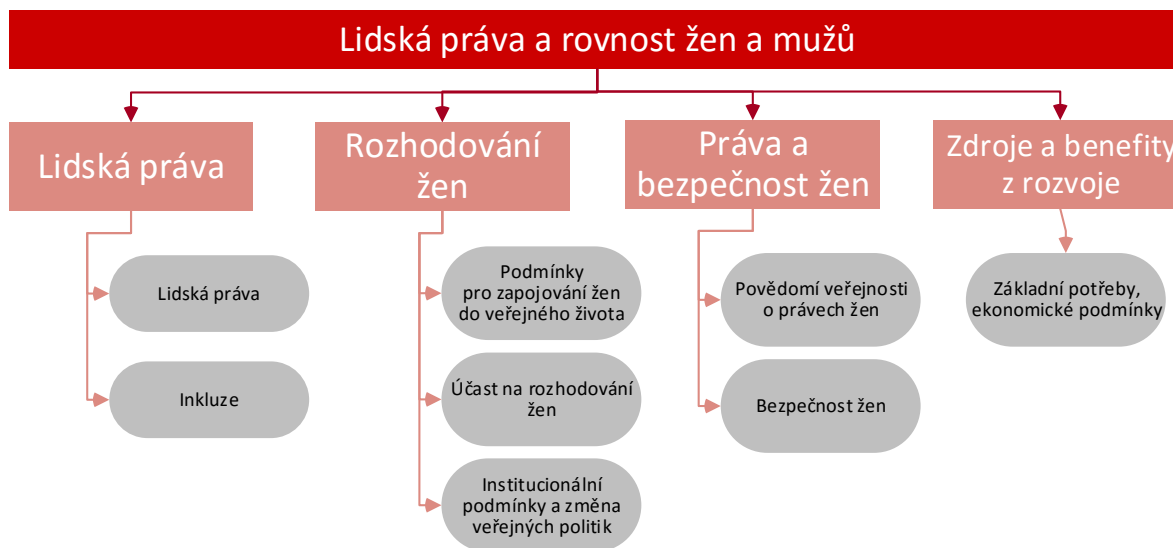 Lidská práva a rovnost žen a mužů
Lidská práva
Rozhodování
žen
Práva a
bezpečnost žen
Zdroje a benefity
z rozvoje
Lidská práva
Inkluze
Podmínky
pro zapojování žen
do veřejného života
Účast na rozhodování
žen
Institucionální
podmínky a změna
veřejných politik
Povědomí veřejnosti
o právech žen
Bezpečnost žen
Základní potřeby,
ekonomické podmínky